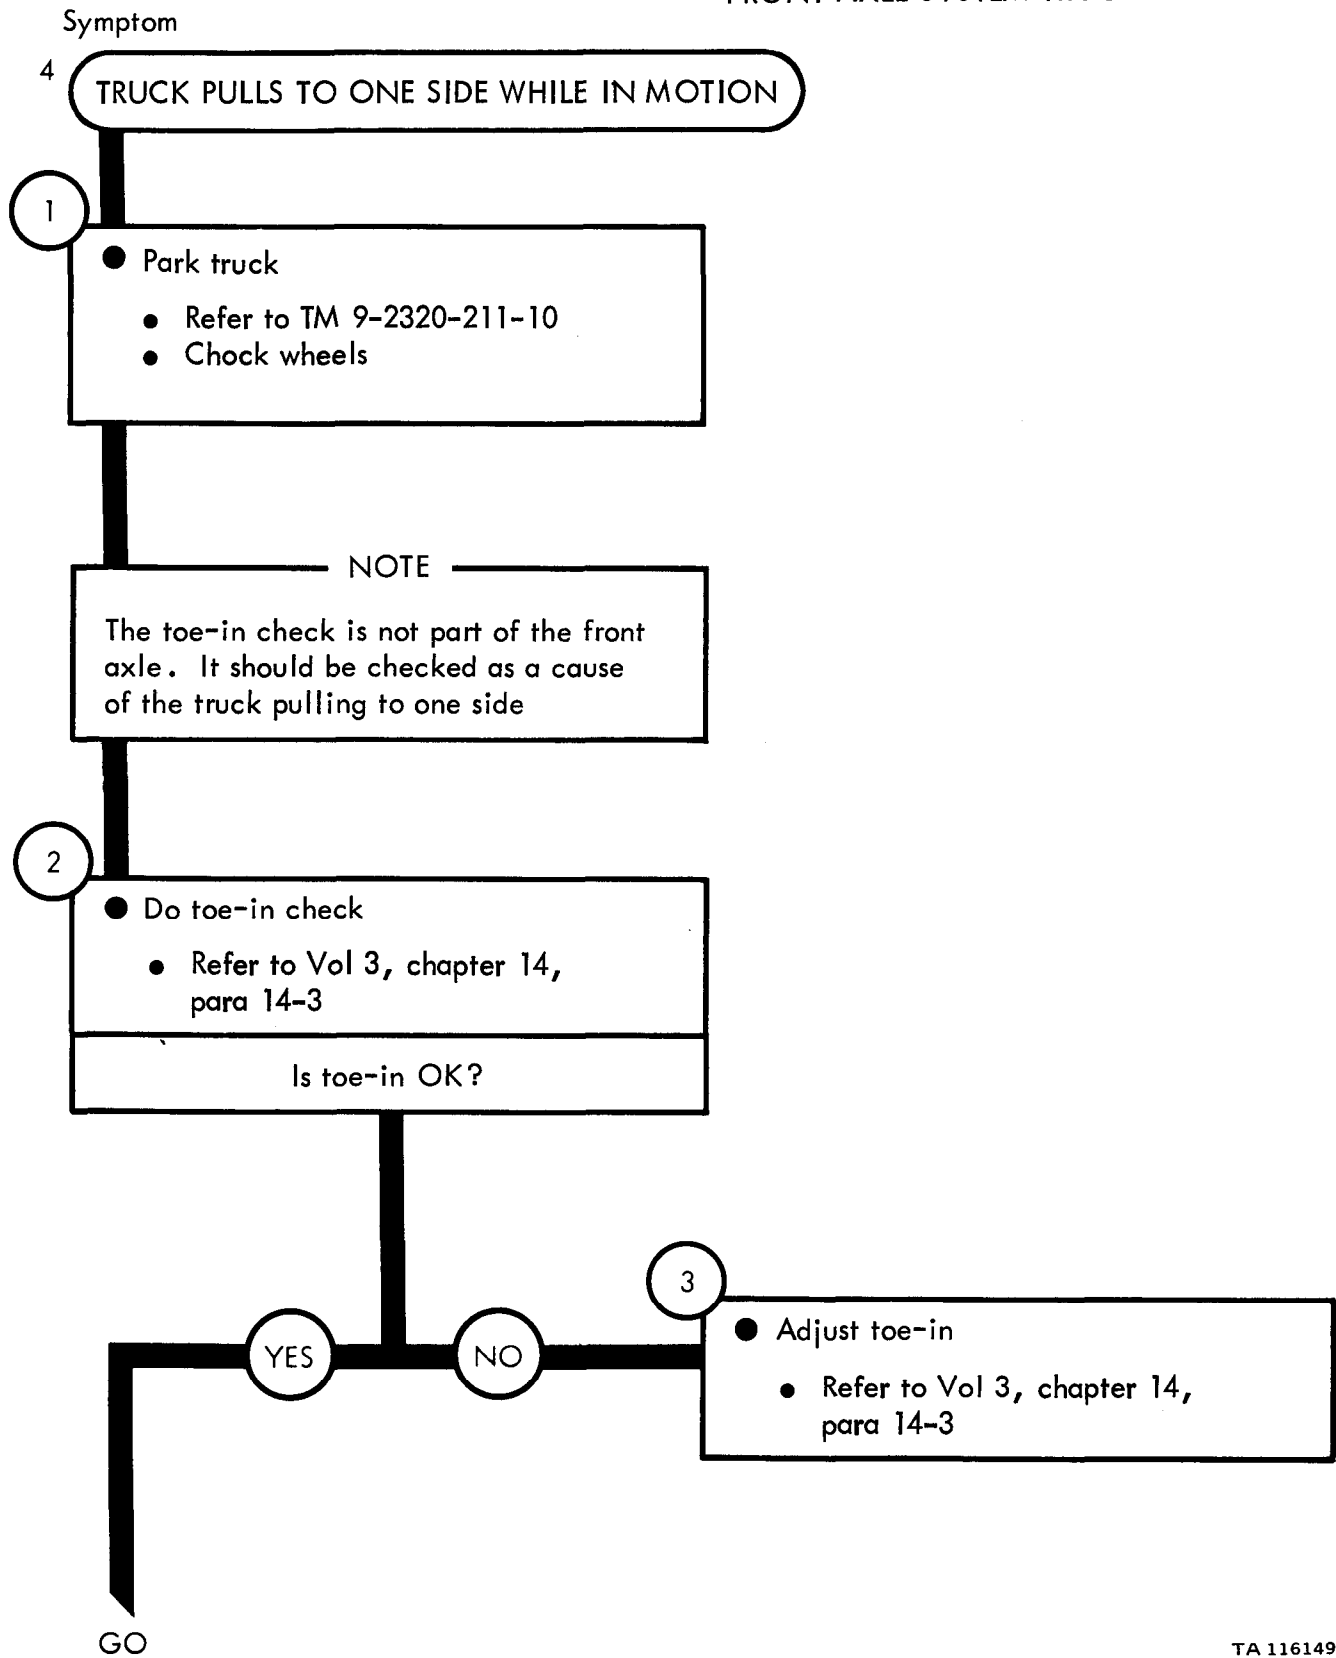 Symptom
4
TRUCK PULLS TO ONE SIDE WHILE IN MOTION
1
● Park truck
● Refer to TM 9-2320-211-10
● Chock wheels
NOTE
The toe-in check is not part of the front
axle. It should be checked as a cause
of the truck pulling to one side
2
● Do toe-in check
● Refer to Vol 3, chapter 14,
para 14-3
Is toe-in OK?
YES
NO
3
● Adjust toe-in
● Refer to Vol 3, chapter 14,
para 14-3
GO
TA 116149